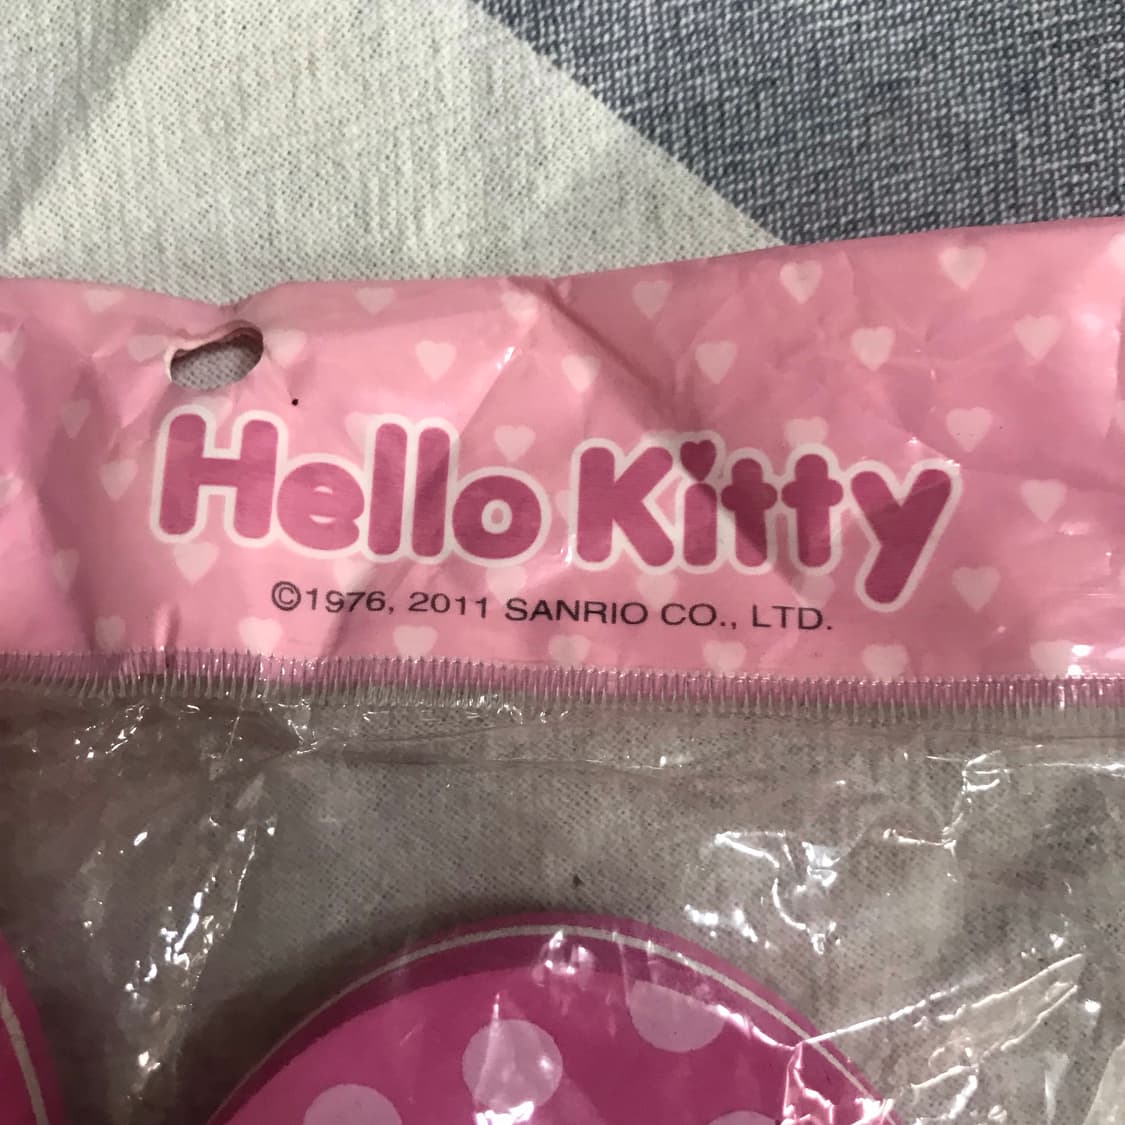 Hello Kitty
©1976, 2011 SANRIO CO., LTD.